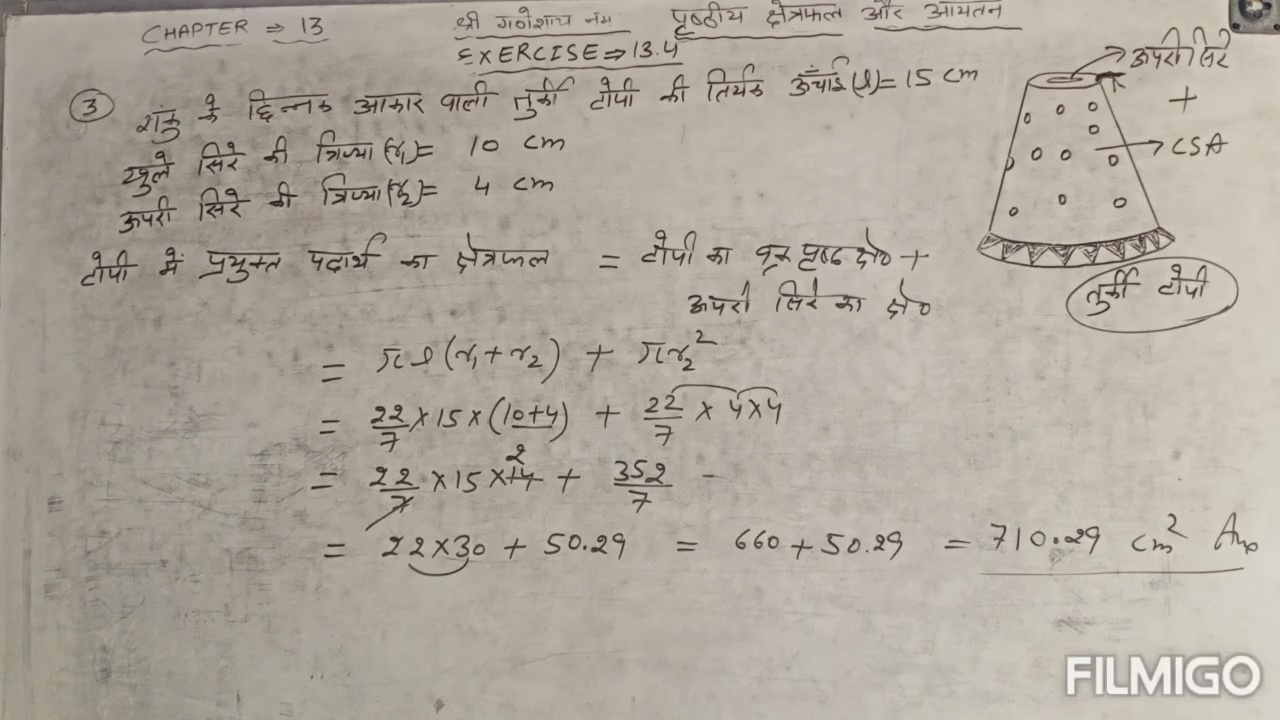 CHAPTER ⇒ 13
श्री गणेशाय नमः पृष्ठीय क्षेत्रफल और आयतन
EXERCISE ⇒ 13.4
③ शंकु के छिन्नक आकार वाली तुर्की टोपी की तिर्यक ऊँचाई (l) = 15 cm
खुले सिरे की त्रिज्या (r₁) = 10 cm
ऊपरी सिरे की त्रिज्या (r₂) = 4 cm
टोपी में प्रयुक्त पदार्थ का क्षेत्रफल = टोपी का वक्र पृष्ठ क्षे० +
ऊपरी सिरे का क्षे०
= πl(r₁ + r₂) + πr₂²
= 22/7 × 15 × (10+4) + 22/7 × 4 × 4
= 22/7 × 15 × 14 2 + 352/7
= 22 × 30 + 50.29 = 660 + 50.29 = 710.29 cm² Ans
ऊपरी सिरे
+
CSA
तुर्की टोपी
FILMIGO